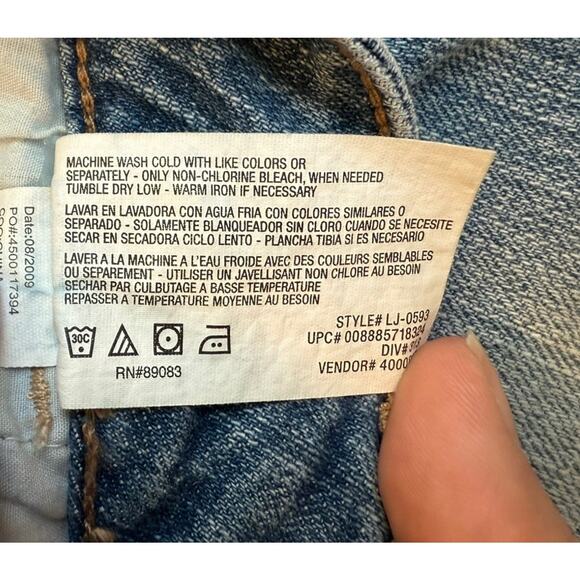 MACHINE WASH COLD WITH LIKE COLORS OR
SEPARATELY - ONLY NON-CHLORINE BLEACH, WHEN NEEDED
TUMBLE DRY LOW - WARM IRON IF NECESSARY
LAVAR EN LAVADORA CON AGUA FRIA CON COLORES SIMILARES O
SEPARADO - SOLAMENTE BLANQUEADOR SIN CLORO CUANDO SE NECESITE
SECAR EN SECADORA CICLO LENTO - PLANCHA TIBIA SI ES NECESARIO
LAVER A LA MACHINE A L'EAU FROIDE AVEC DES COULEURS SEMBLABLES
OU SEPAREMENT - UTILISER UN JAVELLISANT NON CHLORE AU BESOIN
SECHAR PAR CULBUTAGE A BASSE TEMPERATURE
REPASSER A TEMPERATURE MOYENNE AU BESOIN
30C
RN#89083
STYLE# LJ-0593
UPC# 008885718304
DIV#
VENDOR#
Date:08/2009
PO#:4500117394